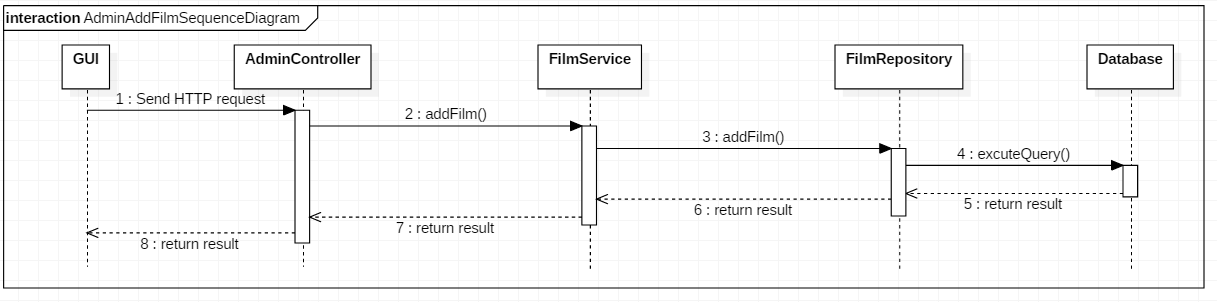 interaction AdminAddFilmSequenceDiagram
GUI
AdminController
FilmService
FilmRepository
Database
1 : Send HTTP request
2 : addFilm()
3 : addFilm()
4 : excuteQuery()
5 : return result
6 : return result
7 : return result
8 : return result